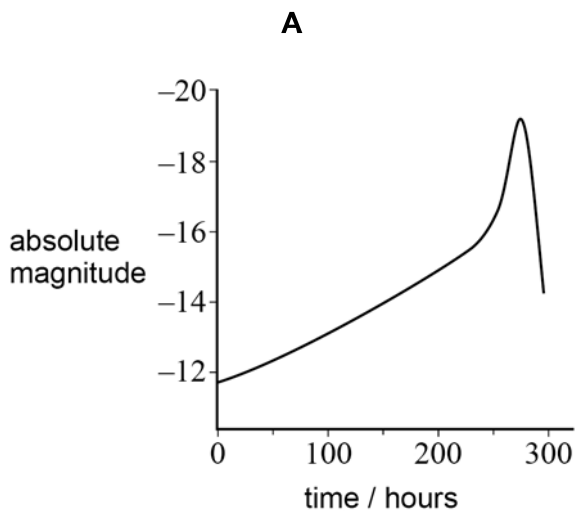 A
–20
–18
–16
absolute
magnitude
–14
–12
0 100 200 300
time / hours